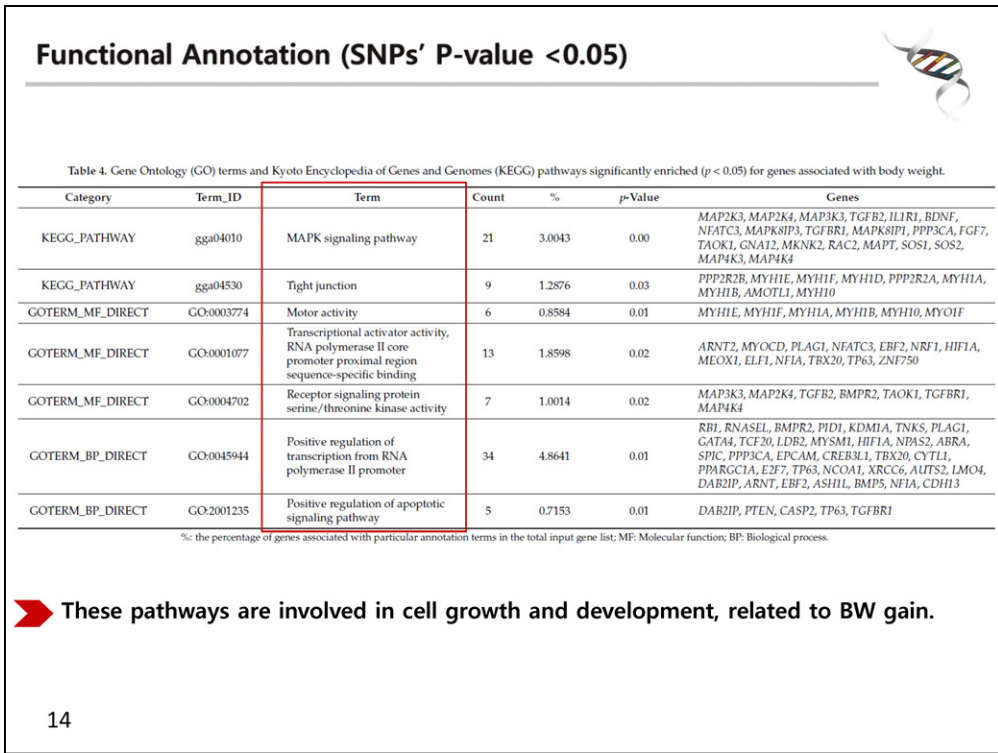 Functional Annotation (SNPs' P-value <0.05)
Table 4. Gene Ontology (GO) terms and Kyoto Encyclopedia of Genes and Genomes (KEGG) pathways significantly enriched (p < 0.05) for genes associated with body weight.
Category Term_ID Term Count % p-Value Genes
KEGG_PATHWAY gga04010 MAPK signaling pathway 21 3.0043 0.00
MAP2K3, MAP2K4, MAP3K3, TGFB2, IL1R1, BDNF,
NFATC3, MAPK8IP3, TGFBR1, MAPK8IP1, PPP3CA, FGF7,
TAOK1, GNA12, MKNK2, RAC2, MAPT, SOS1, SOS2,
MAP4K3, MAP4K4
KEGG_PATHWAY gga04530 Tight junction 9 1.2876 0.03
PPP2R2B, MYH1E, MYH1F, MYH1D, PPP2R2A, MYH1A,
MYH1B, AMOTL1, MYH10
GOTERM_MF_DIRECT GO:0003774 Motor activity 6 0.8584 0.01 MYH1E, MYH1F, MYH1A, MYH1B, MYH10, MYO1F
GOTERM_MF_DIRECT GO:0001077
Transcriptional activator activity,
RNA polymerase II core
promoter proximal region
sequence-specific binding
13 1.8598 0.02
ARNT2, MYOCD, PLAG1, NFATC3, EBF2, NRF1, HIF1A,
MEOX1, ELF1, NFIA, TBX20, TP63, ZNF750
GOTERM_MF_DIRECT GO:0004702
Receptor signaling protein
serine/threonine kinase activity
7 1.0014 0.02
MAP3K3, MAP2K4, TGFB2, BMPR2, TAOK1, TGFBR1,
MAP4K4
GOTERM_BP_DIRECT GO:0045944
Positive regulation of
transcription from RNA
polymerase II promoter
34 4.8641 0.01
RB1, RNASEL, BMPR2, PID1, KDM1A, TNKS, PLAG1,
GATA4, TCF20, LDB2, MYSM1, HIF1A, NPAS2, ABRA,
SPIC, PPP3CA, EPCAM, CREB3L1, TBX20, CYTL1,
PPARGC1A, E2F7, TP63, NCOA1, XRCC6, AUTS2, LMO4,
DAB2IP, ARNT, EBF2, ASH1L, BMP5, NFIA, CDH13
GOTERM_BP_DIRECT GO:2001235
Positive regulation of apoptotic
signaling pathway
5 0.7153 0.01 DAB2IP, PTEN, CASP2, TP63, TGFBR1
%: the percentage of genes associated with particular annotation terms in the total input gene list; MF: Molecular function; BP: Biological process.
These pathways are involved in cell growth and development, related to BW gain.
14